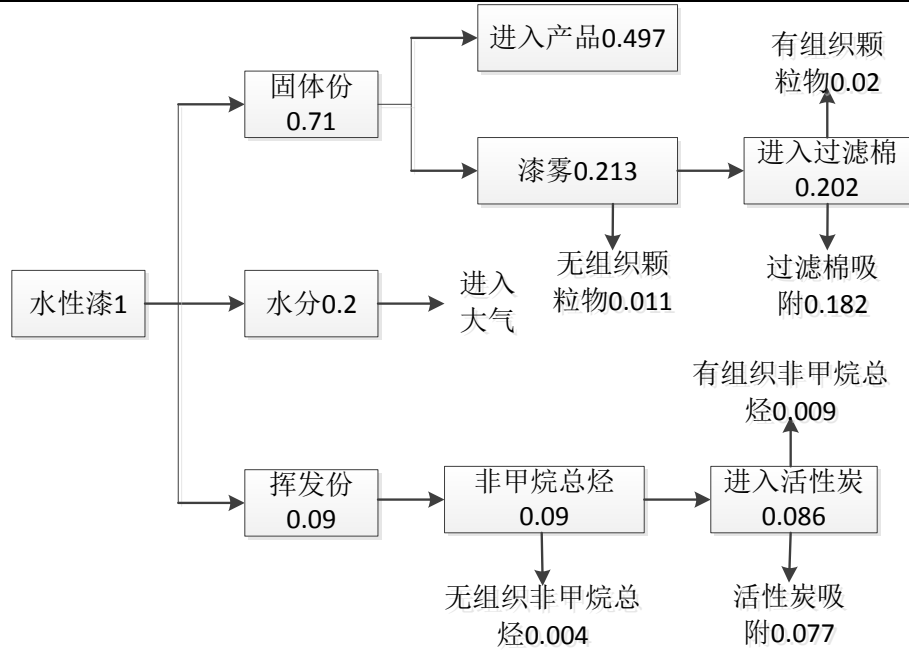 进入产品0.497
有组织颗
粒物0.02
固体份
0.71
漆雾0.213
进入过滤棉
0.202
无组织颗
粒物0.011
过滤棉吸
附0.182
水性漆1
水分0.2
进入
大气
有组织非甲烷总
烃0.009
挥发份
0.09
非甲烷总烃
0.09
进入活性炭
0.086
无组织非甲烷总
烃0.004
活性炭吸
附0.077